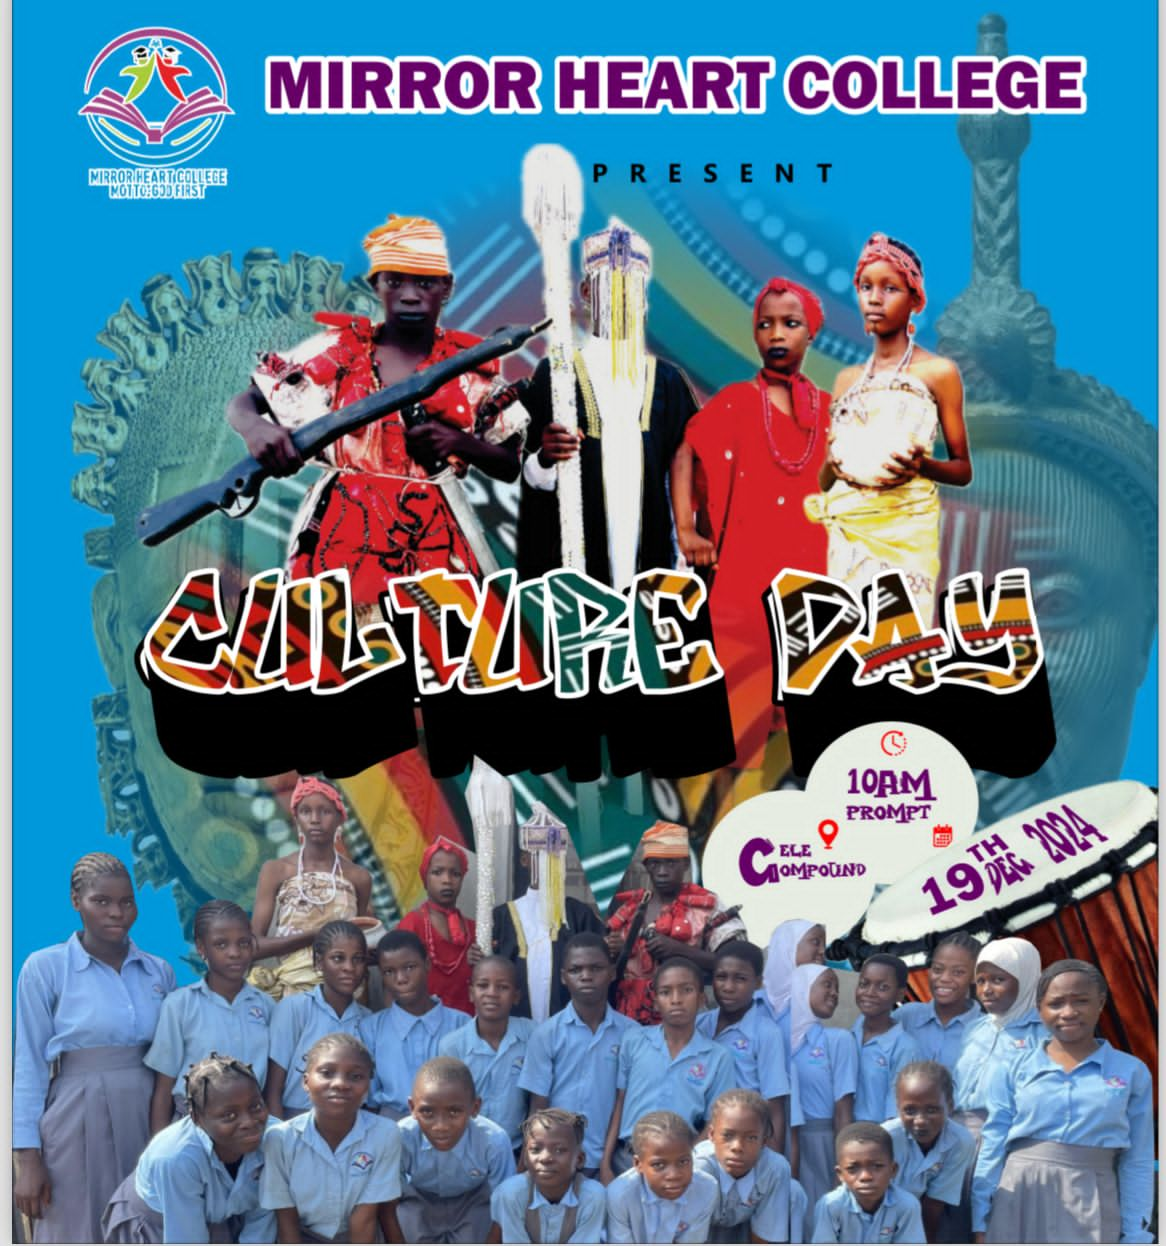 MIRROR HEART COLLEGE
MIRROR HEART COLLEGE
MOTTO:GOD FIRST
PRESENT
CULTURE DAY
10AM
PROMPT
CELE
COMPOUND
19TH
DEC 2024